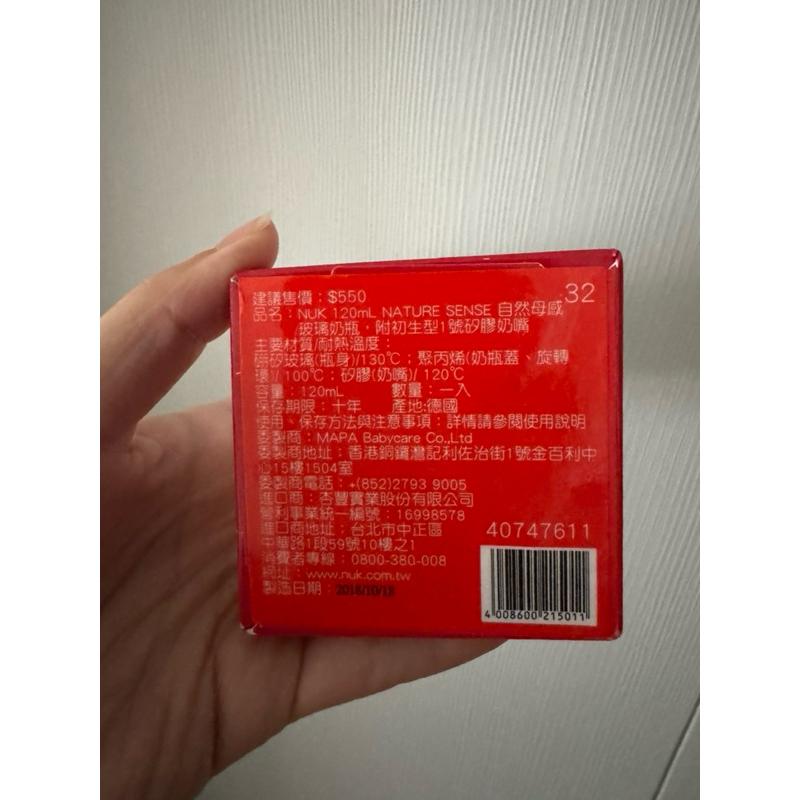 建議售價：$550
32
品名：NUK 120mL NATURE SENSE 自然母感
玻璃奶瓶，附初生型1號矽膠奶嘴
主要材質/耐熱溫度：
硼矽玻璃(瓶身)/130℃；聚丙烯(奶瓶蓋、旋轉
環)/100℃；矽膠(奶嘴)/ 120℃
容量：120mL 數量：一入
保存期限：十年 產地:德國
使用、保存方法與注意事項：詳情請參閱使用說明
委製商：MAPA Babycare Co.,Ltd
委製商地址：香港銅鑼灣記利佐治街1號金百利中
心15樓1504室
委製商電話：+(852)2793 9005
進口商：杏豐實業股份有限公司
營利事業統一編號：16998578
進口商地址：台北市中正區
中華路1段59號10樓之1
消費者專線：0800-380-008
網址：www.nuk.com.tw
製造日期：2018/10/18
40747611
4 008600 215011